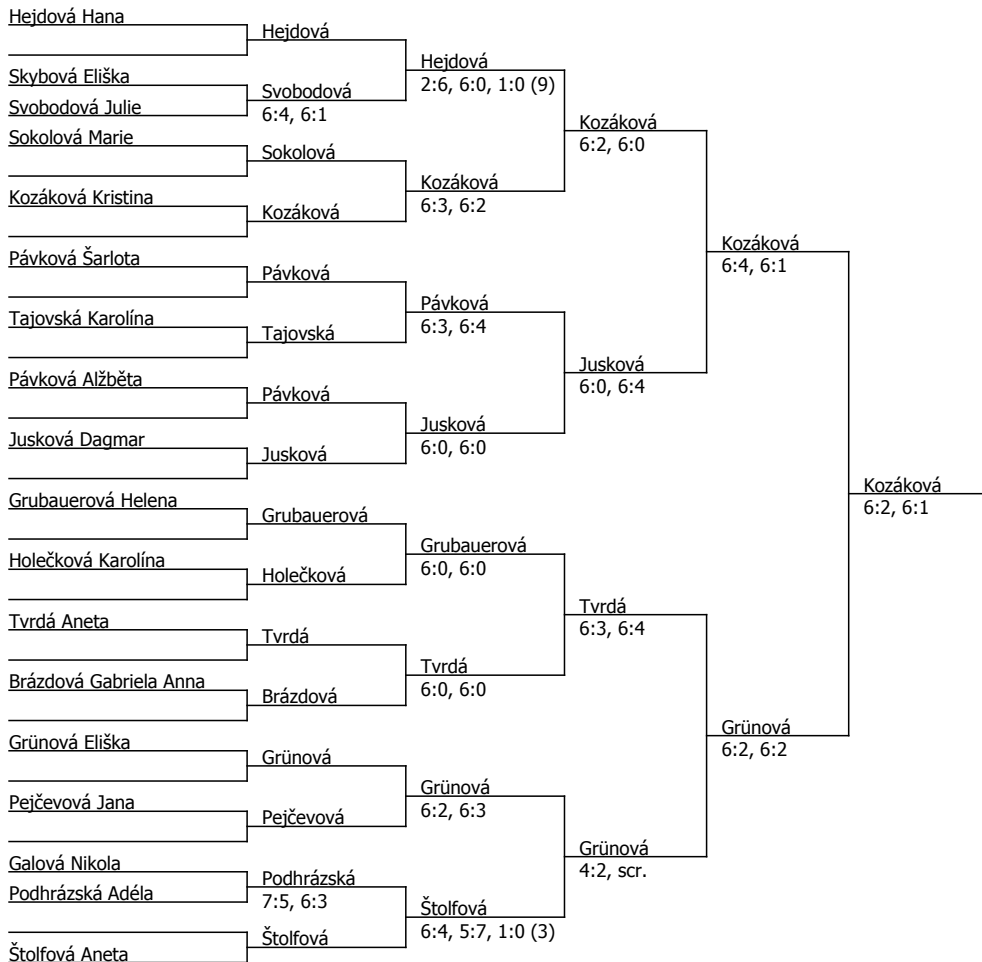 Hejdová Hana
Skybová Eliška
Svobodová Julie
Sokolová Marie
Kozáková Kristina
Pávková Šarlota
Tajovská Karolína
Pávková Alžběta
Jusková Dagmar
Grubauerová Helena
Holečková Karolína
Tvrdá Aneta
Brázdová Gabriela Anna
Grünová Eliška
Pejčevová Jana
Galová Nikola
Podhrázská Adéla
Štolfová Aneta
Hejdová
Svobodová
6:4, 6:1
Sokolová
Kozáková
Pávková
Tajovská
Pávková
Jusková
Grubauerová
Holečková
Tvrdá
Brázdová
Grünová
Pejčevová
Podhrázská
7:5, 6:3
Štolfová
Hejdová
2:6, 6:0, 1:0 (9)
Kozáková
6:3, 6:2
Pávková
6:3, 6:4
Jusková
6:0, 6:0
Grubauerová
6:0, 6:0
Tvrdá
6:0, 6:0
Grünová
6:2, 6:3
Štolfová
6:4, 5:7, 1:0 (3)
Kozáková
6:2, 6:0
Jusková
6:0, 6:4
Tvrdá
6:3, 6:4
Grünová
4:2, scr.
Kozáková
6:4, 6:1
Grünová
6:2, 6:2
Kozáková
6:2, 6:1